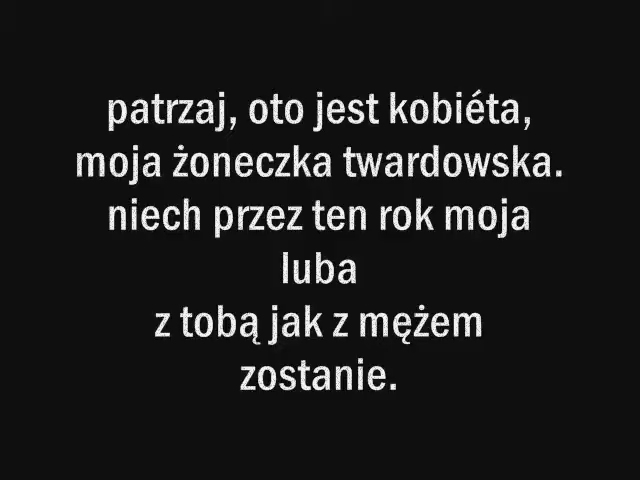 patrzaj, oto jest kobiéta,
moja żoneczka twardowska.
niech przez ten rok moja
luba
z tobą jak z mężem
zostanie.